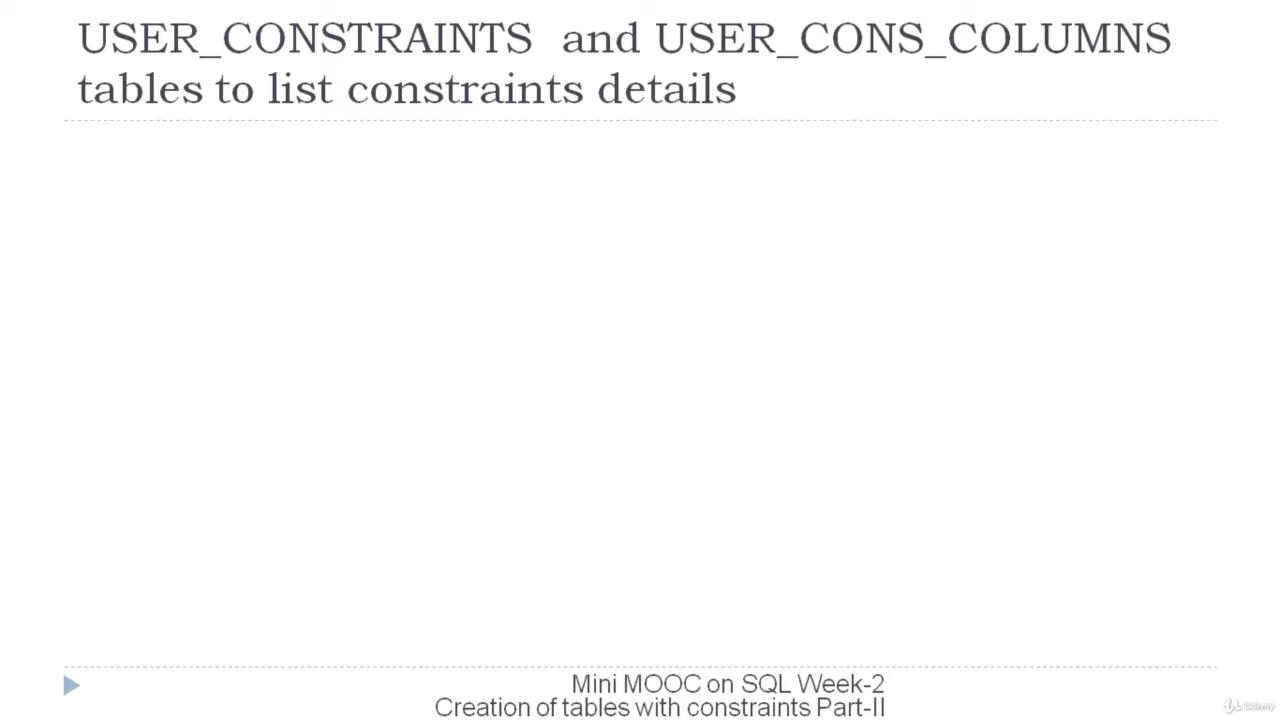 USER_CONSTRAINTS and USER_CONS_COLUMNS
tables to list constraints details
Mini MOOC on SQL Week-2
Creation of tables with constraints Part-II
Udemy